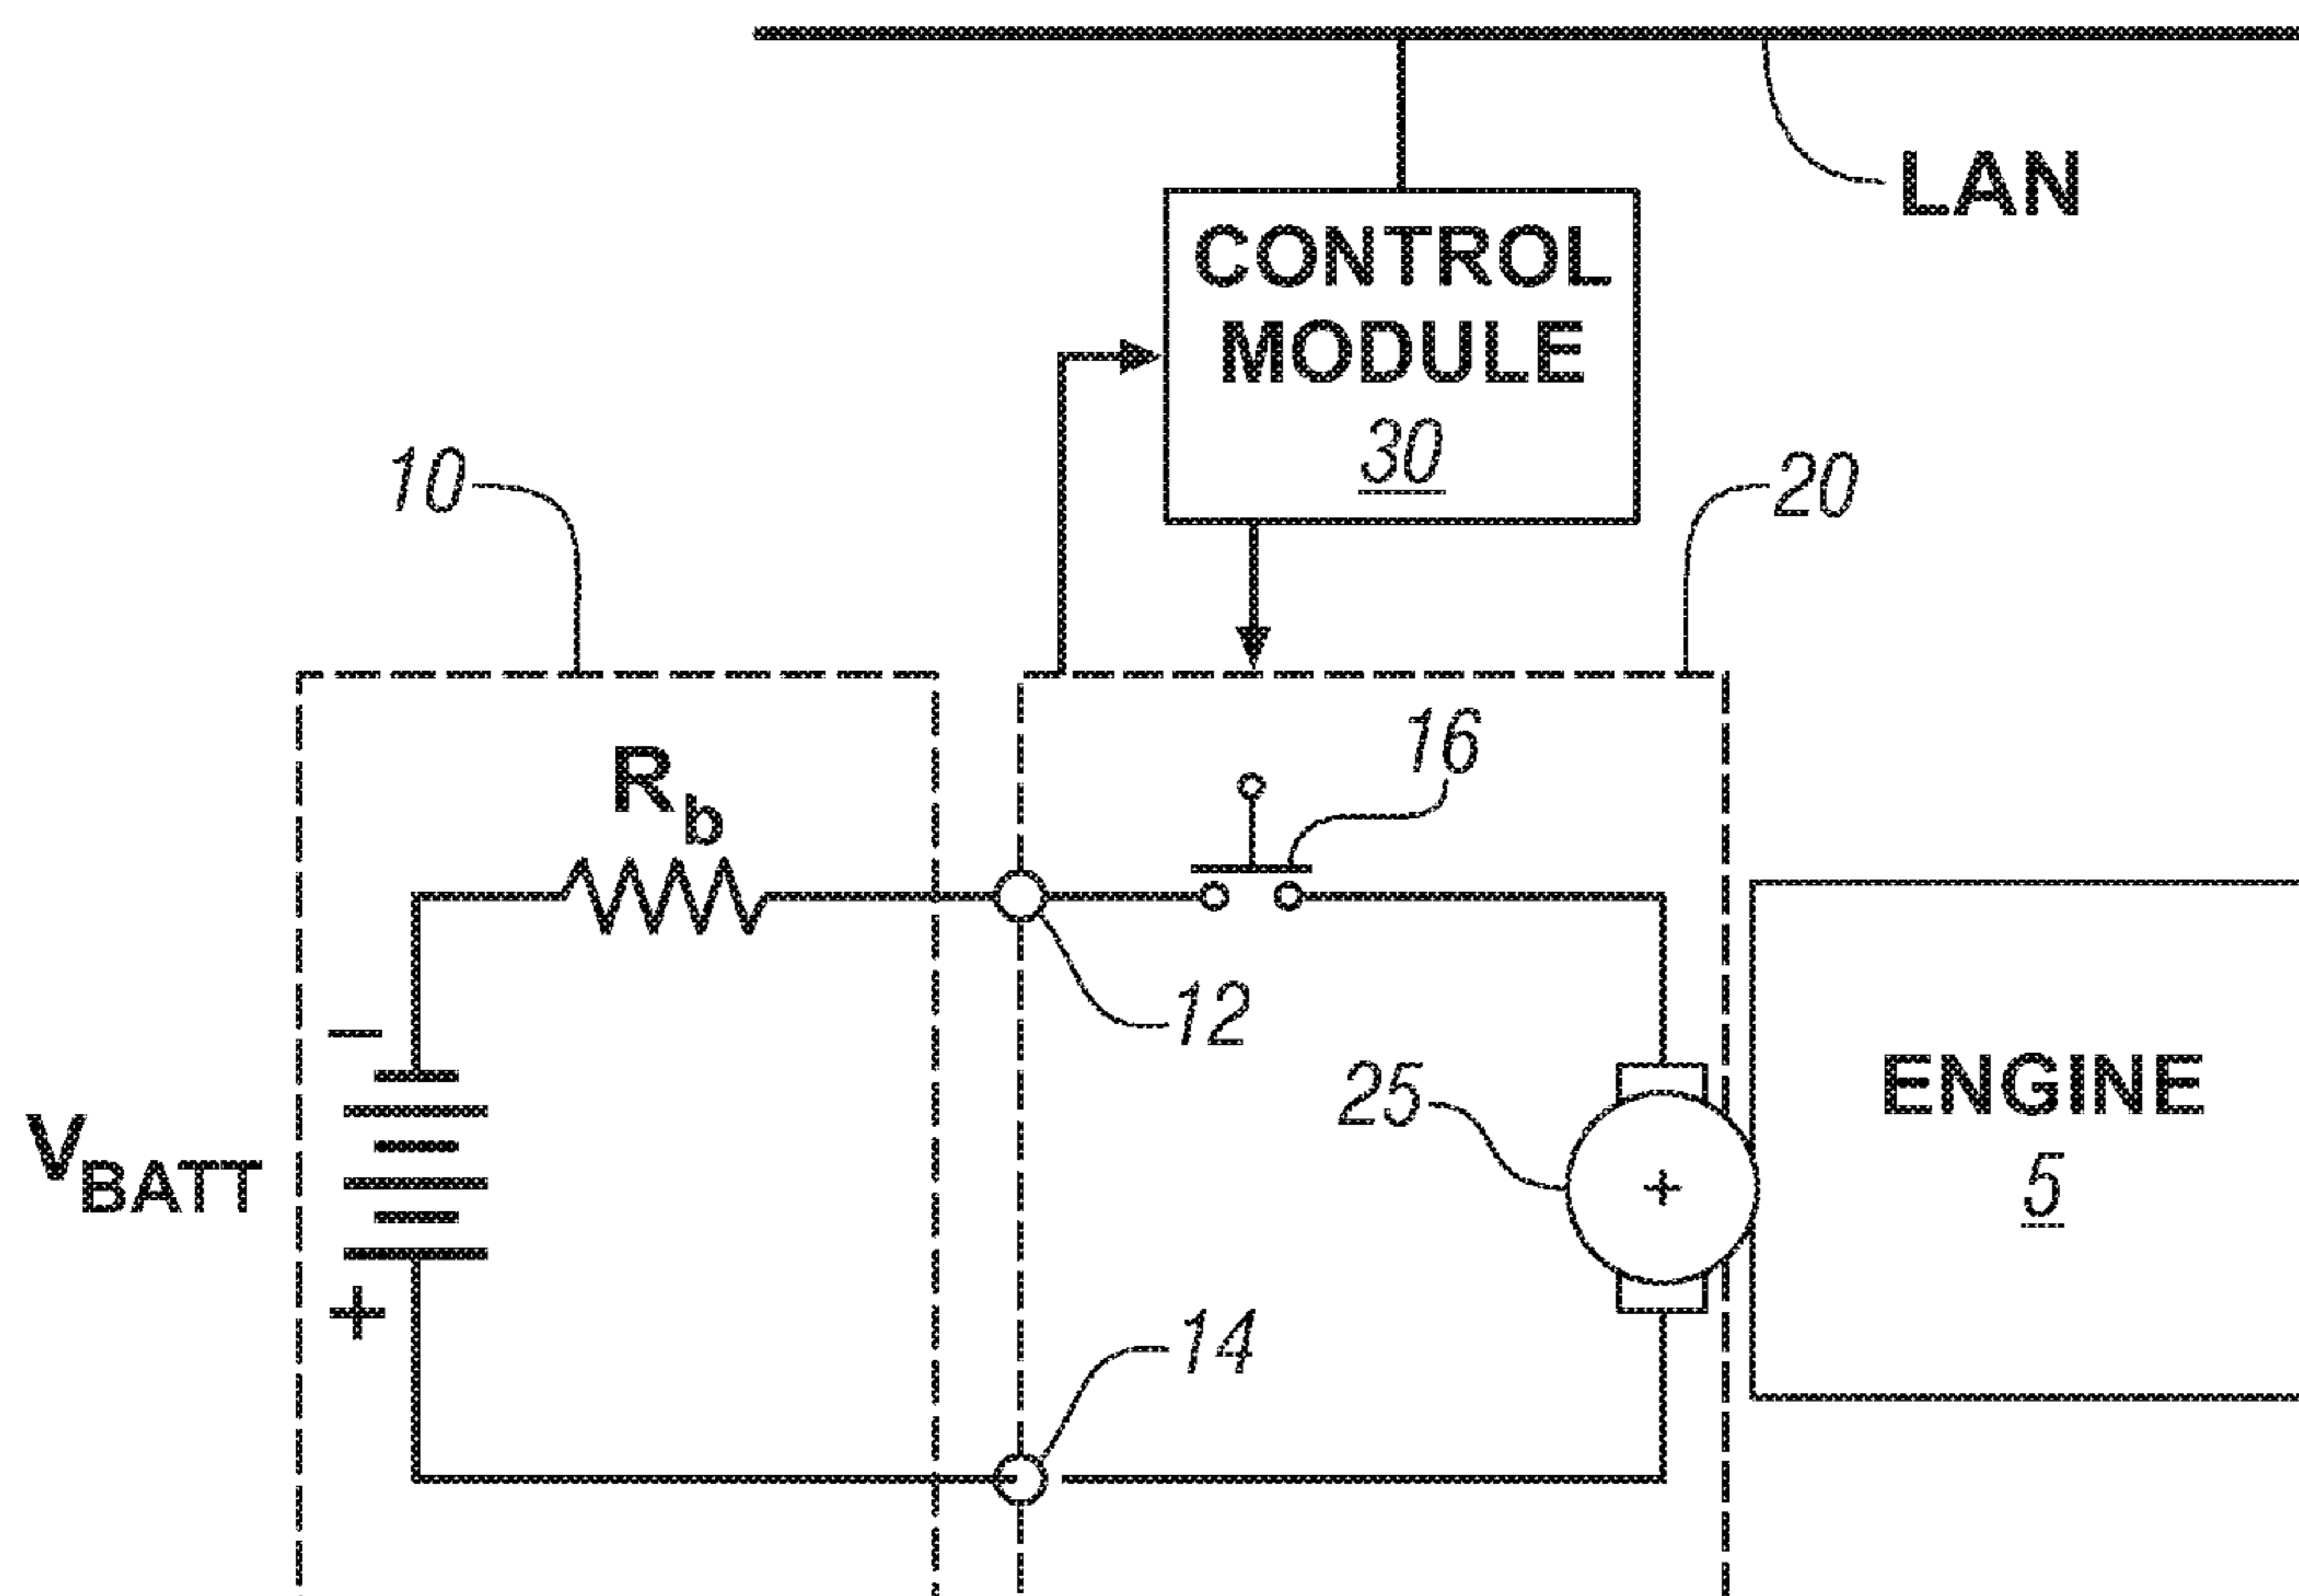 LAN
CONTROL
MODULE
30
10
20
16
Rb
12
−
25
ENGINE
5
VBATT
+
14
+